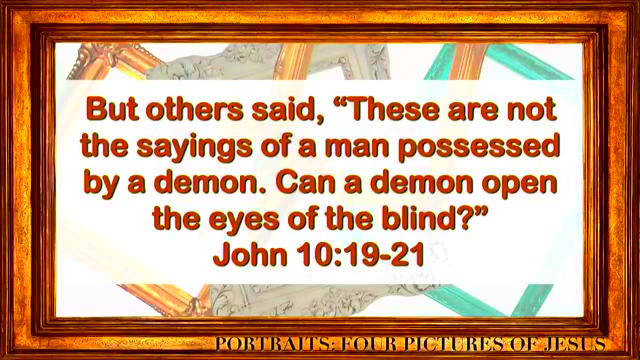 But others said, “These are not
the sayings of a man possessed
by a demon. Can a demon open
the eyes of the blind?”
John 10:19-21
PORTRAITS: FOUR PICTURES OF JESUS